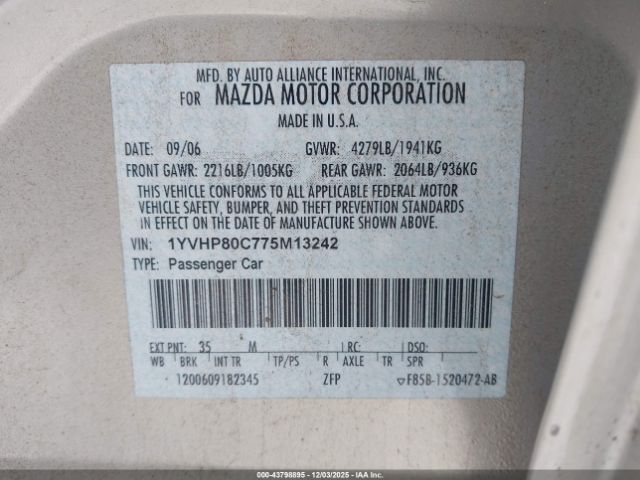 MFD. BY AUTO ALLIANCE INTERNATIONAL, INC.
FOR MAZDA MOTOR CORPORATION
MADE IN U.S.A.
DATE: 09/06 GVWR: 4279LB/1941KG
FRONT GAWR: 2216LB/1005KG REAR GAWR: 2064LB/936KG
THIS VEHICLE CONFORMS TO ALL APPLICABLE FEDERAL MOTOR
VEHICLE SAFETY, BUMPER, AND THEFT PREVENTION STANDARDS
IN EFFECT ON THE DATE OF MANUFACTURE SHOWN ABOVE.
VIN: 1YVHP80C775M13242
TYPE: Passenger Car
EXT PNT: 35 M RC: DSO:
WB BRK INT TR TP/PS R AXLE TR SPR
1200609182345 ZFP F85B-1520472-AB
000-43798895 - 12/03/2025 - IAA Inc.